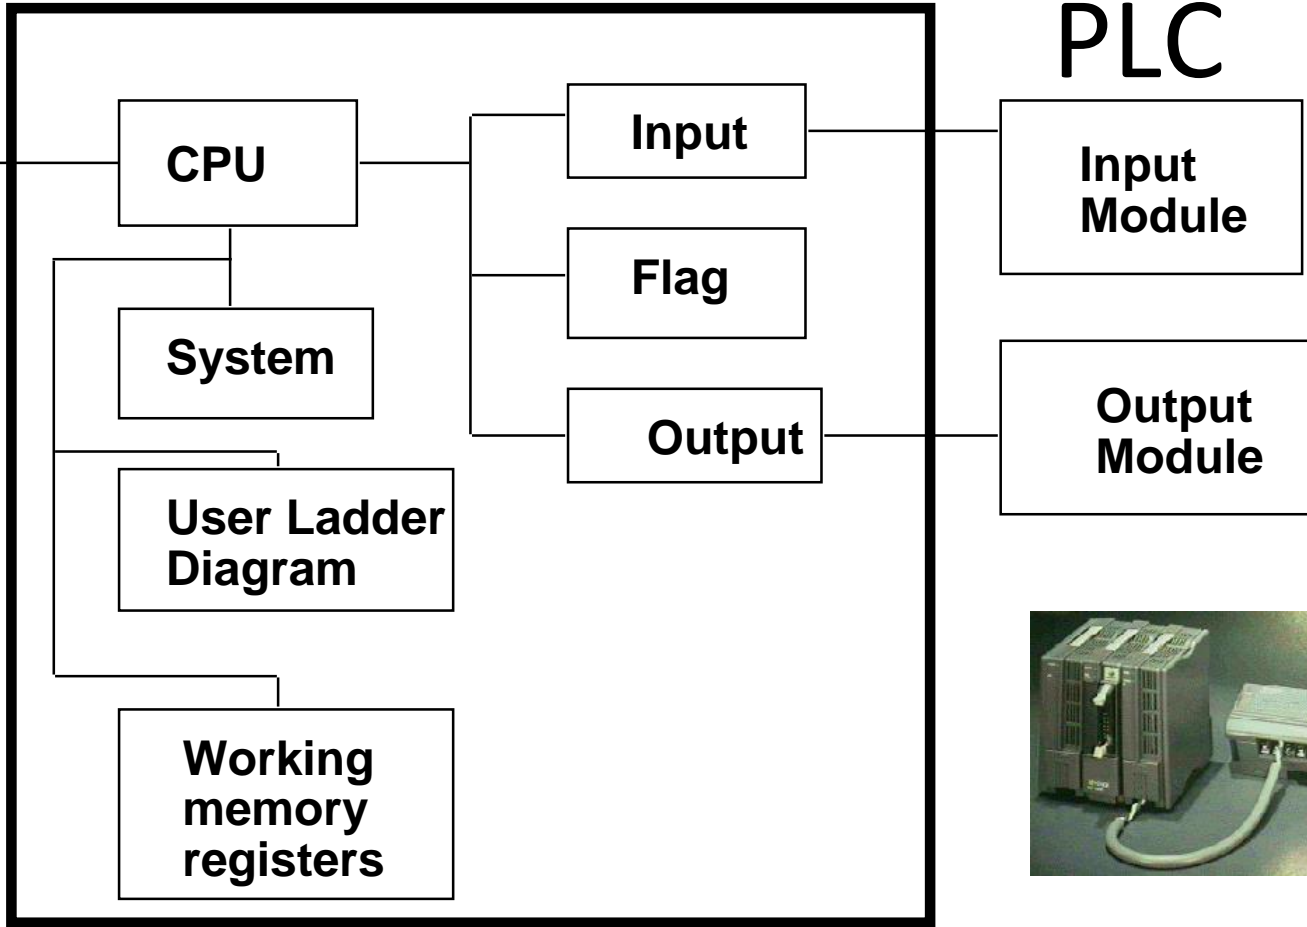 PLC
CPU
Input
Input
Module
Flag
System
Output
Output
Module
User Ladder
Diagram
Working
memory
registers